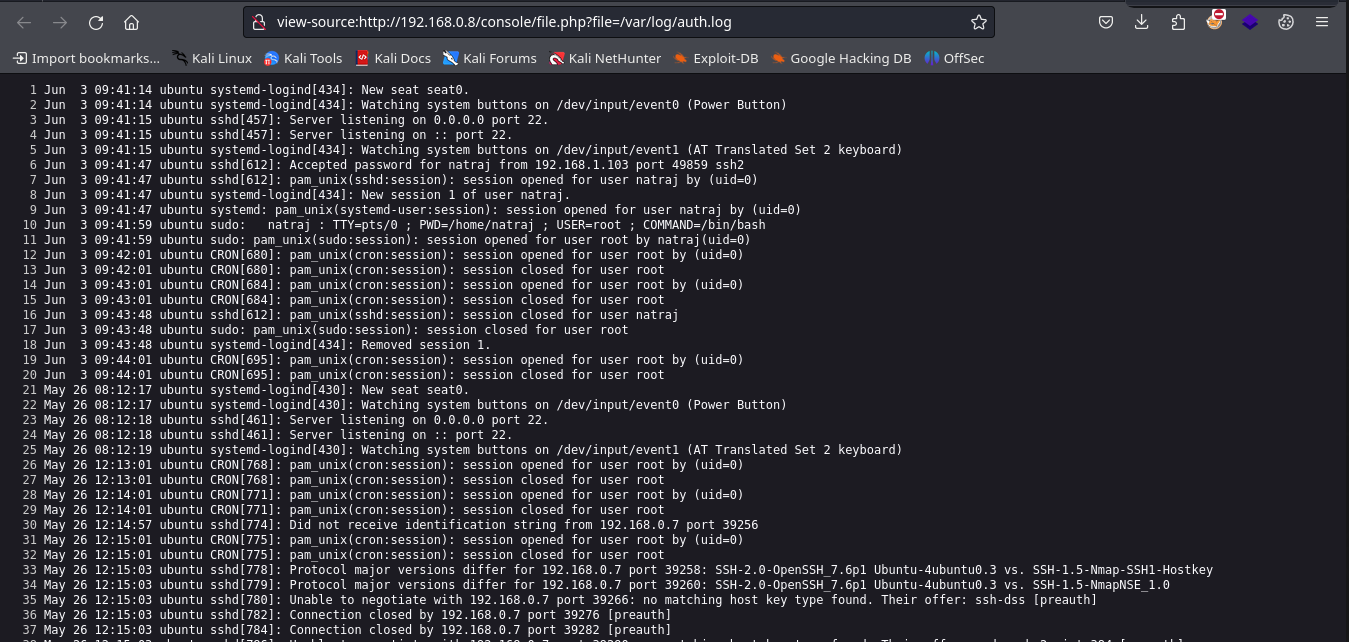 view-source:http://192.168.0.8/console/file.php?file=/var/log/auth.log
Import bookmarks... Kali Linux Kali Tools Kali Docs Kali Forums Kali NetHunter Exploit-DB Google Hacking DB OffSec
1 Jun  3 09:41:14 ubuntu systemd-logind[434]: New seat seat0.
2 Jun  3 09:41:14 ubuntu systemd-logind[434]: Watching system buttons on /dev/input/event0 (Power Button)
3 Jun  3 09:41:15 ubuntu sshd[457]: Server listening on 0.0.0.0 port 22.
4 Jun  3 09:41:15 ubuntu sshd[457]: Server listening on :: port 22.
5 Jun  3 09:41:15 ubuntu systemd-logind[434]: Watching system buttons on /dev/input/event1 (AT Translated Set 2 keyboard)
6 Jun  3 09:41:47 ubuntu sshd[612]: Accepted password for natraj from 192.168.1.103 port 49859 ssh2
7 Jun  3 09:41:47 ubuntu sshd[612]: pam_unix(sshd:session): session opened for user natraj by (uid=0)
8 Jun  3 09:41:47 ubuntu systemd-logind[434]: New session 1 of user natraj.
9 Jun  3 09:41:47 ubuntu systemd: pam_unix(systemd-user:session): session opened for user natraj by (uid=0)
10 Jun  3 09:41:59 ubuntu sudo:   natraj : TTY=pts/0 ; PWD=/home/natraj ; USER=root ; COMMAND=/bin/bash
11 Jun  3 09:41:59 ubuntu sudo: pam_unix(sudo:session): session opened for user root by natraj(uid=0)
12 Jun  3 09:42:01 ubuntu CRON[680]: pam_unix(cron:session): session opened for user root by (uid=0)
13 Jun  3 09:42:01 ubuntu CRON[680]: pam_unix(cron:session): session closed for user root
14 Jun  3 09:43:01 ubuntu CRON[684]: pam_unix(cron:session): session opened for user root by (uid=0)
15 Jun  3 09:43:01 ubuntu CRON[684]: pam_unix(cron:session): session closed for user root
16 Jun  3 09:43:48 ubuntu sshd[612]: pam_unix(sshd:session): session closed for user natraj
17 Jun  3 09:43:48 ubuntu sudo: pam_unix(sudo:session): session closed for user root
18 Jun  3 09:43:48 ubuntu systemd-logind[434]: Removed session 1.
19 Jun  3 09:44:01 ubuntu CRON[695]: pam_unix(cron:session): session opened for user root by (uid=0)
20 Jun  3 09:44:01 ubuntu CRON[695]: pam_unix(cron:session): session closed for user root
21 May 26 08:12:17 ubuntu systemd-logind[430]: New seat seat0.
22 May 26 08:12:17 ubuntu systemd-logind[430]: Watching system buttons on /dev/input/event0 (Power Button)
23 May 26 08:12:18 ubuntu sshd[461]: Server listening on 0.0.0.0 port 22.
24 May 26 08:12:18 ubuntu sshd[461]: Server listening on :: port 22.
25 May 26 08:12:19 ubuntu systemd-logind[430]: Watching system buttons on /dev/input/event1 (AT Translated Set 2 keyboard)
26 May 26 12:13:01 ubuntu CRON[768]: pam_unix(cron:session): session opened for user root by (uid=0)
27 May 26 12:13:01 ubuntu CRON[768]: pam_unix(cron:session): session closed for user root
28 May 26 12:14:01 ubuntu CRON[771]: pam_unix(cron:session): session opened for user root by (uid=0)
29 May 26 12:14:01 ubuntu CRON[771]: pam_unix(cron:session): session closed for user root
30 May 26 12:14:57 ubuntu sshd[774]: Did not receive identification string from 192.168.0.7 port 39256
31 May 26 12:15:01 ubuntu CRON[775]: pam_unix(cron:session): session opened for user root by (uid=0)
32 May 26 12:15:01 ubuntu CRON[775]: pam_unix(cron:session): session closed for user root
33 May 26 12:15:03 ubuntu sshd[778]: Protocol major versions differ for 192.168.0.7 port 39258: SSH-2.0-OpenSSH_7.6p1 Ubuntu-4ubuntu0.3 vs. SSH-1.5-Nmap-SSH1-Hostkey
34 May 26 12:15:03 ubuntu sshd[779]: Protocol major versions differ for 192.168.0.7 port 39260: SSH-2.0-OpenSSH_7.6p1 Ubuntu-4ubuntu0.3 vs. SSH-1.5-NmapNSE_1.0
35 May 26 12:15:03 ubuntu sshd[780]: Unable to negotiate with 192.168.0.7 port 39266: no matching host key type found. Their offer: ssh-dss [preauth]
36 May 26 12:15:03 ubuntu sshd[782]: Connection closed by 192.168.0.7 port 39276 [preauth]
37 May 26 12:15:03 ubuntu sshd[784]: Connection closed by 192.168.0.7 port 39282 [preauth]